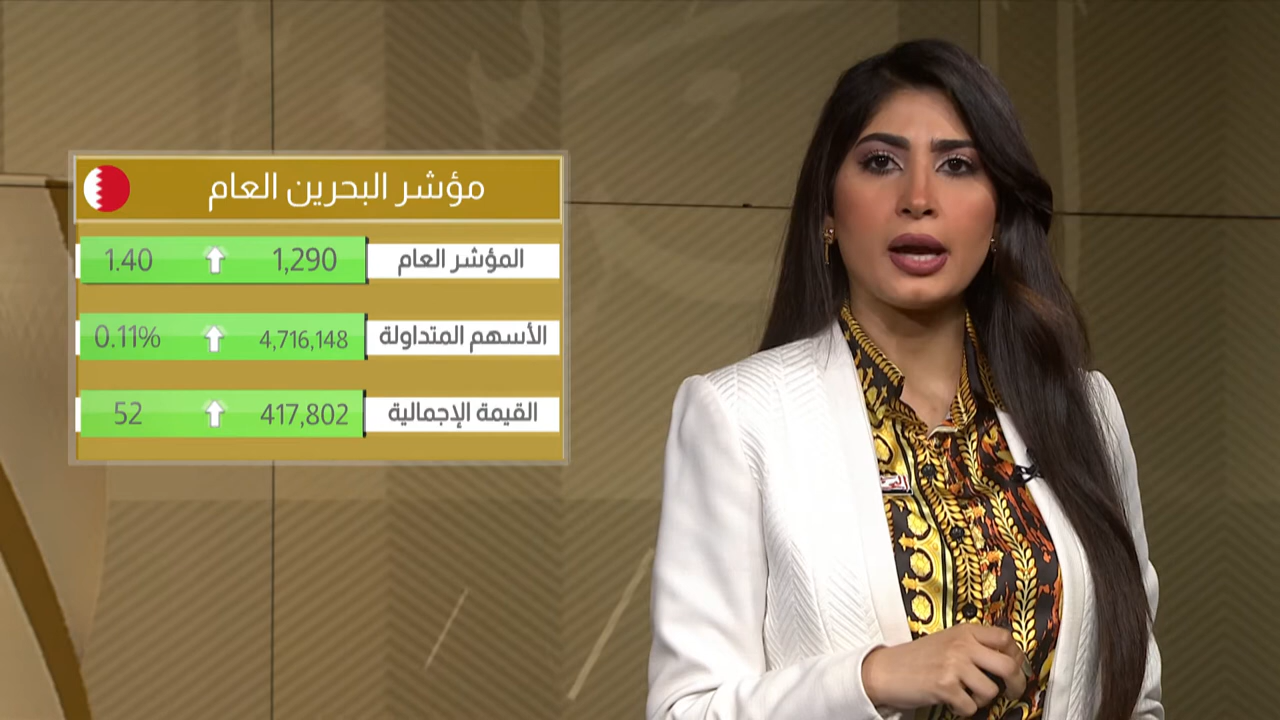 مؤشر البحرين العام
المؤشر العام 1,290 1.40
الأسهم المتداولة 4,716,148 0.11%
القيمة الإجمالية 417,802 52